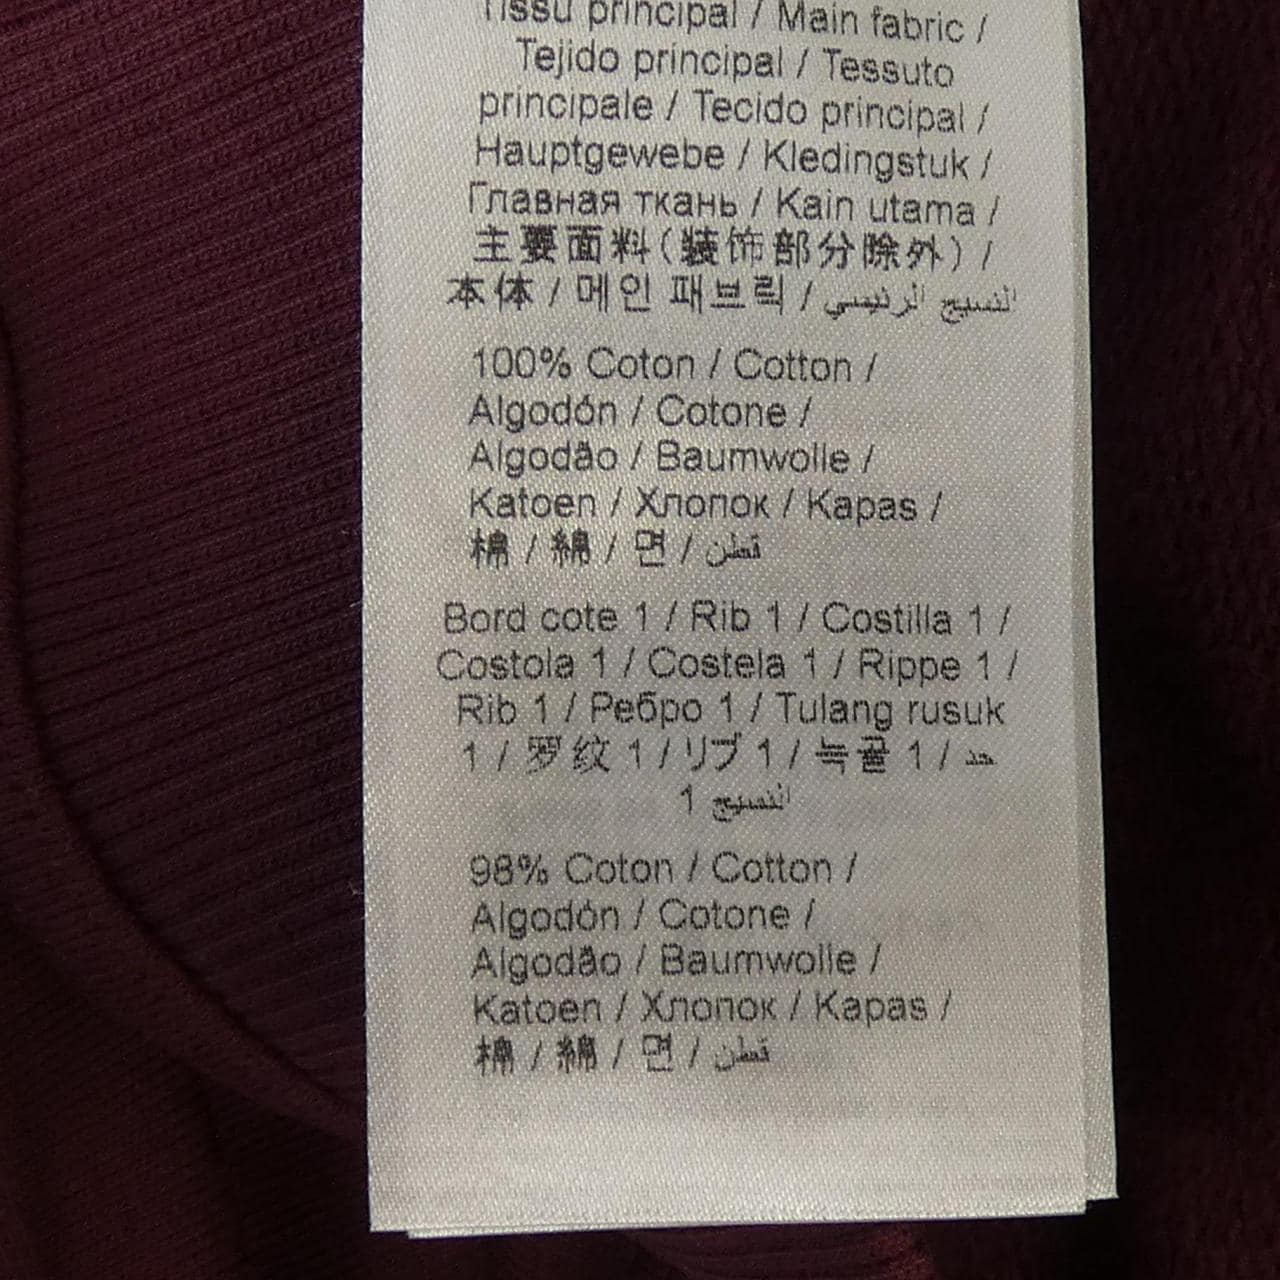 Tissu principal / Main fabric /
Tejido principal / Tessuto
principale / Tecido principal /
Hauptgewebe / Kledingstuk /
Главная ткань / Kain utama /
主要面料(装饰部分除外) /
本体 / 메인 패브릭 / النسيج الرئيسي
100% Coton / Cotton /
Algodón / Cotone /
Algodão / Baumwolle /
Katoen / Хлопок / Kapas /
棉 / 綿 / 면 / قطن
Bord cote 1 / Rib 1 / Costilla 1 /
Costola 1 / Costela 1 / Rippe 1 /
Rib 1 / Ребро 1 / Tulang rusuk
1 / 罗纹 1 / リブ 1 / 늑골 1 / حد
النسيج 1
98% Coton / Cotton /
Algodón / Cotone /
Algodão / Baumwolle /
Katoen / Хлопок / Kapas /
棉 / 綿 / 면 / قطن